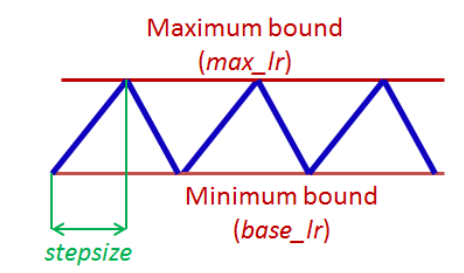 Maximum bound
(max_lr)
Minimum bound
(base_lr)
stepsize